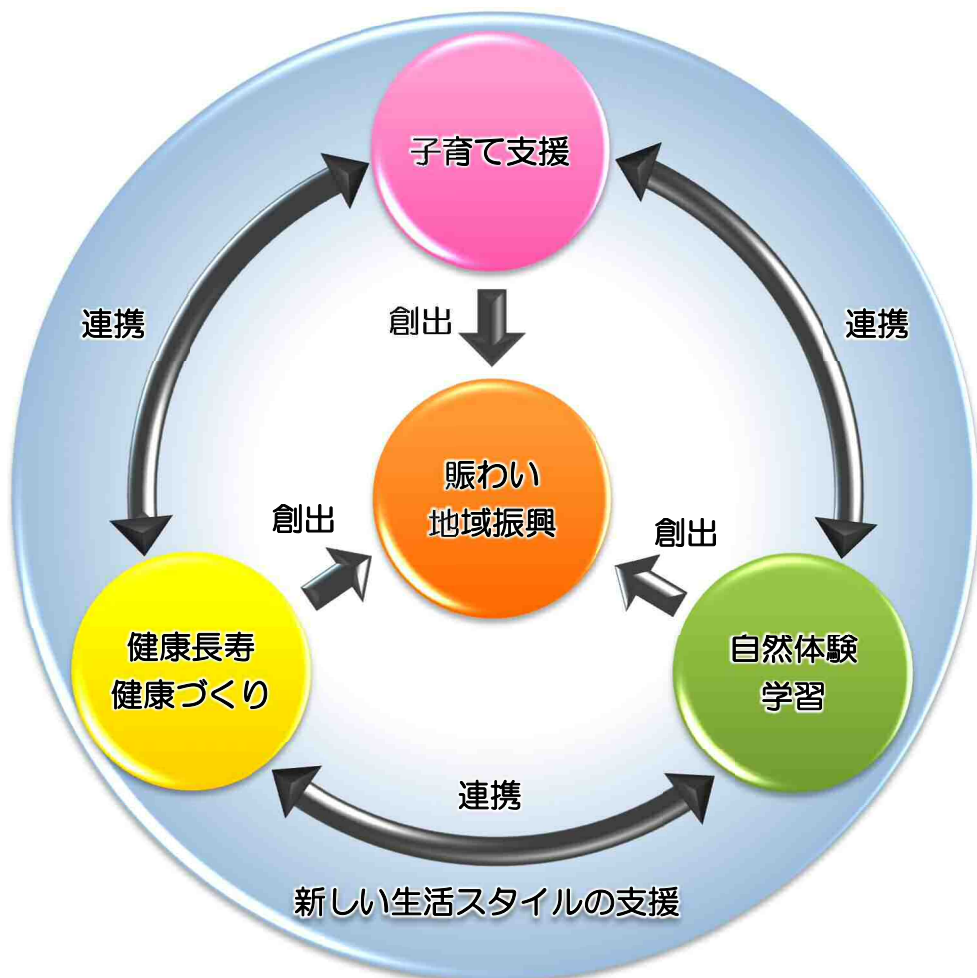 子育て支援
創出
連携
連携
賑わい
地域振興
創出
創出
健康長寿
健康づくり
自然体験
学習
連携
新しい生活スタイルの支援